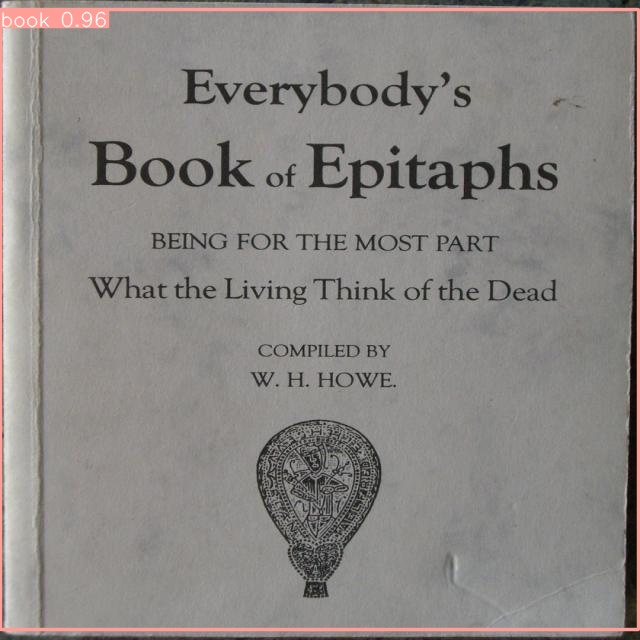 book 0.96
Everybody's
Book of Epitaphs
BEING FOR THE MOST PART
What the Living Think of the Dead
COMPILED BY
W. H. HOWE.